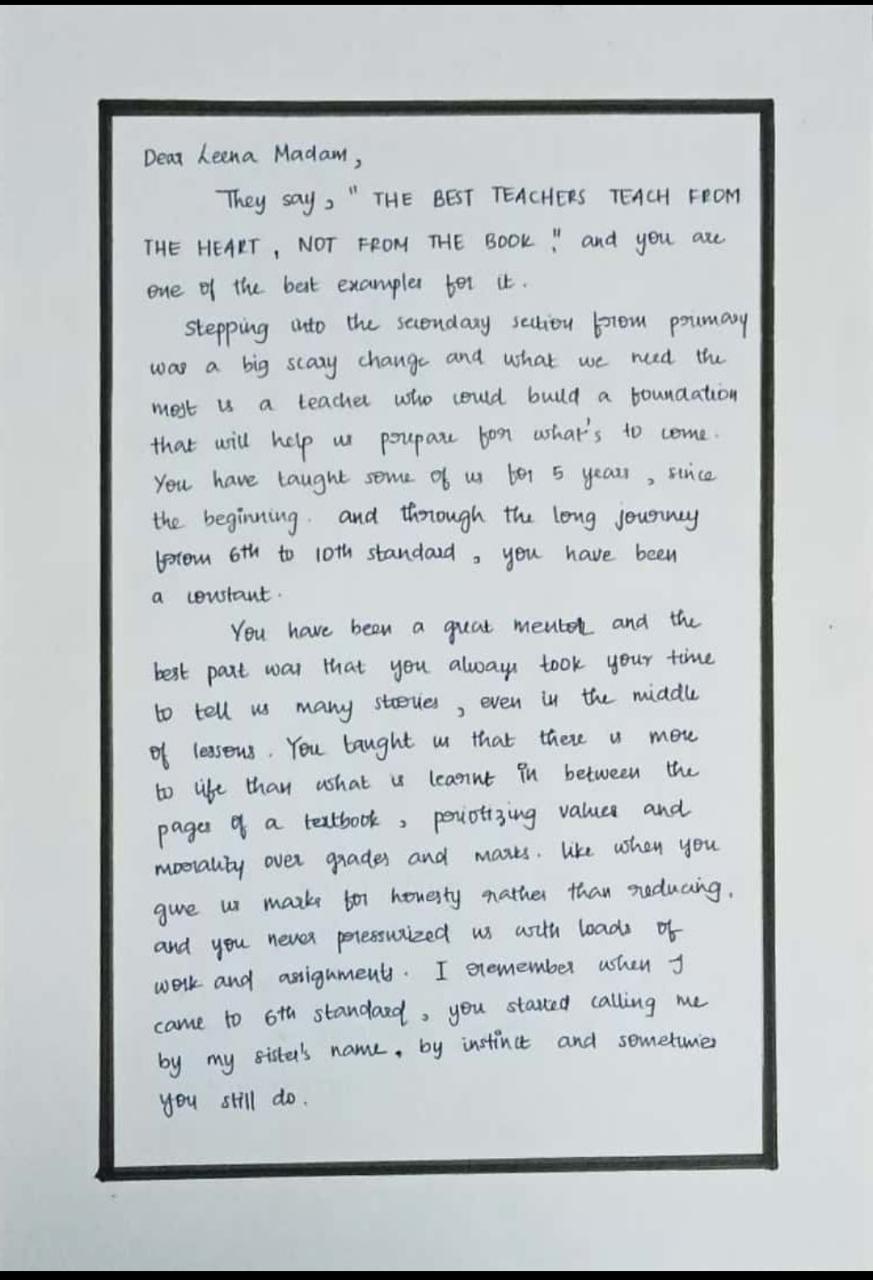 Dear Leena Madam,
They say, " THE BEST TEACHERS TEACH FROM
THE HEART, NOT FROM THE BOOK." and you are
one of the best examples for it.
Stepping into the secondary section from primary
was a big scary change and what we need the
most is a teacher who could build a foundation
that will help us prepare for what's to come.
You have taught some of us for 5 years, since
the beginning. and through the long journey
from 6th to 10th standard, you have been
a constant.
You have been a great mentor and the
best part was that you always took your time
to tell us many stories, even in the middle
of lessons. You taught us that there is more
to life than what is learnt in between the
pages of a textbook, periotizing values and
morality over grades and marks. like when you
give us marks for honesty rather than reducing.
and you never pressurized us with loads of
work and assignments. I remember when I
came to 6th standard, you started calling me
by my sister's name. by instinct and sometimes
you still do.